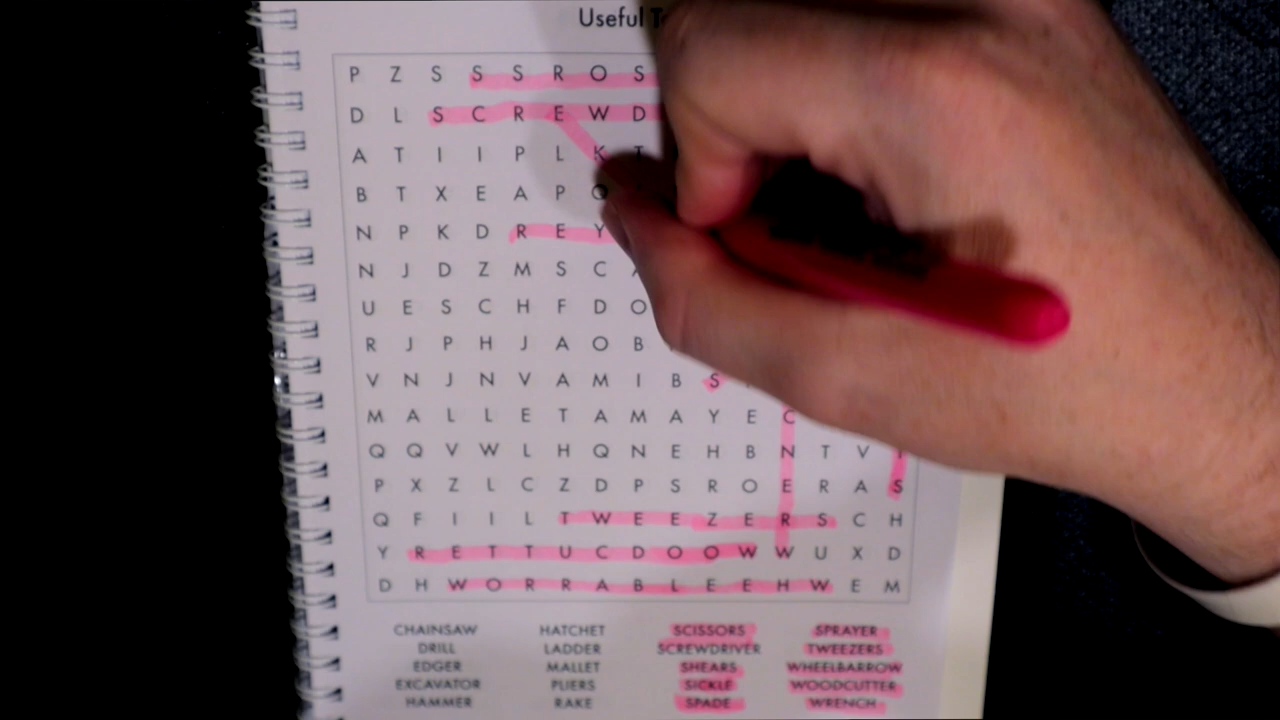 Useful
P Z S S S R O S
D L S C R E W D
A T I I P L K T
B T X E A P O
N P K D R E Y
N J D Z M S C A
U E S C H F D O
R J P H J A O B
V N J N V A M I B S
M A L L E T A M A Y E C
Q Q V W L H Q N E H B N T V T
P X Z L C Z D P S R O E R A S
Q F I I L T W E E Z E R S C H
Y R E T T U C D O O W W U X D
D H W O R R A B L E E H W E M
CHAINSAW HATCHET SCISSORS SPRAYER
DRILL LADDER SCREWDRIVER TWEEZERS
EDGER MALLET SHEARS WHEELBARROW
EXCAVATOR PLIERS SICKLE WOODCUTTER
HAMMER RAKE SPADE WRENCH